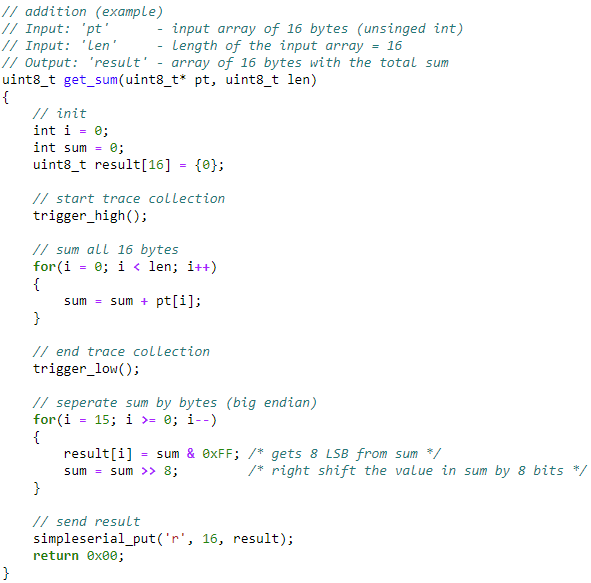 // addition (example)
// Input: 'pt'      - input array of 16 bytes (unsinged int)
// Input: 'len'     - length of the input array = 16
// Output: 'result' - array of 16 bytes with the total sum
uint8_t get_sum(uint8_t* pt, uint8_t len)
{
    // init
    int i = 0;
    int sum = 0;
    uint8_t result[16] = {0};

    // start trace collection
    trigger_high();

    // sum all 16 bytes
    for(i = 0; i < len; i++)
    {
        sum = sum + pt[i];
    }

    // end trace collection
    trigger_low();

    // seperate sum by bytes (big endian)
    for(i = 15; i >= 0; i--)
    {
        result[i] = sum & 0xFF; /* gets 8 LSB from sum */
        sum = sum >> 8;         /* right shift the value in sum by 8 bits */
    }

    // send result
    simpleserial_put('r', 16, result);
    return 0x00;
}